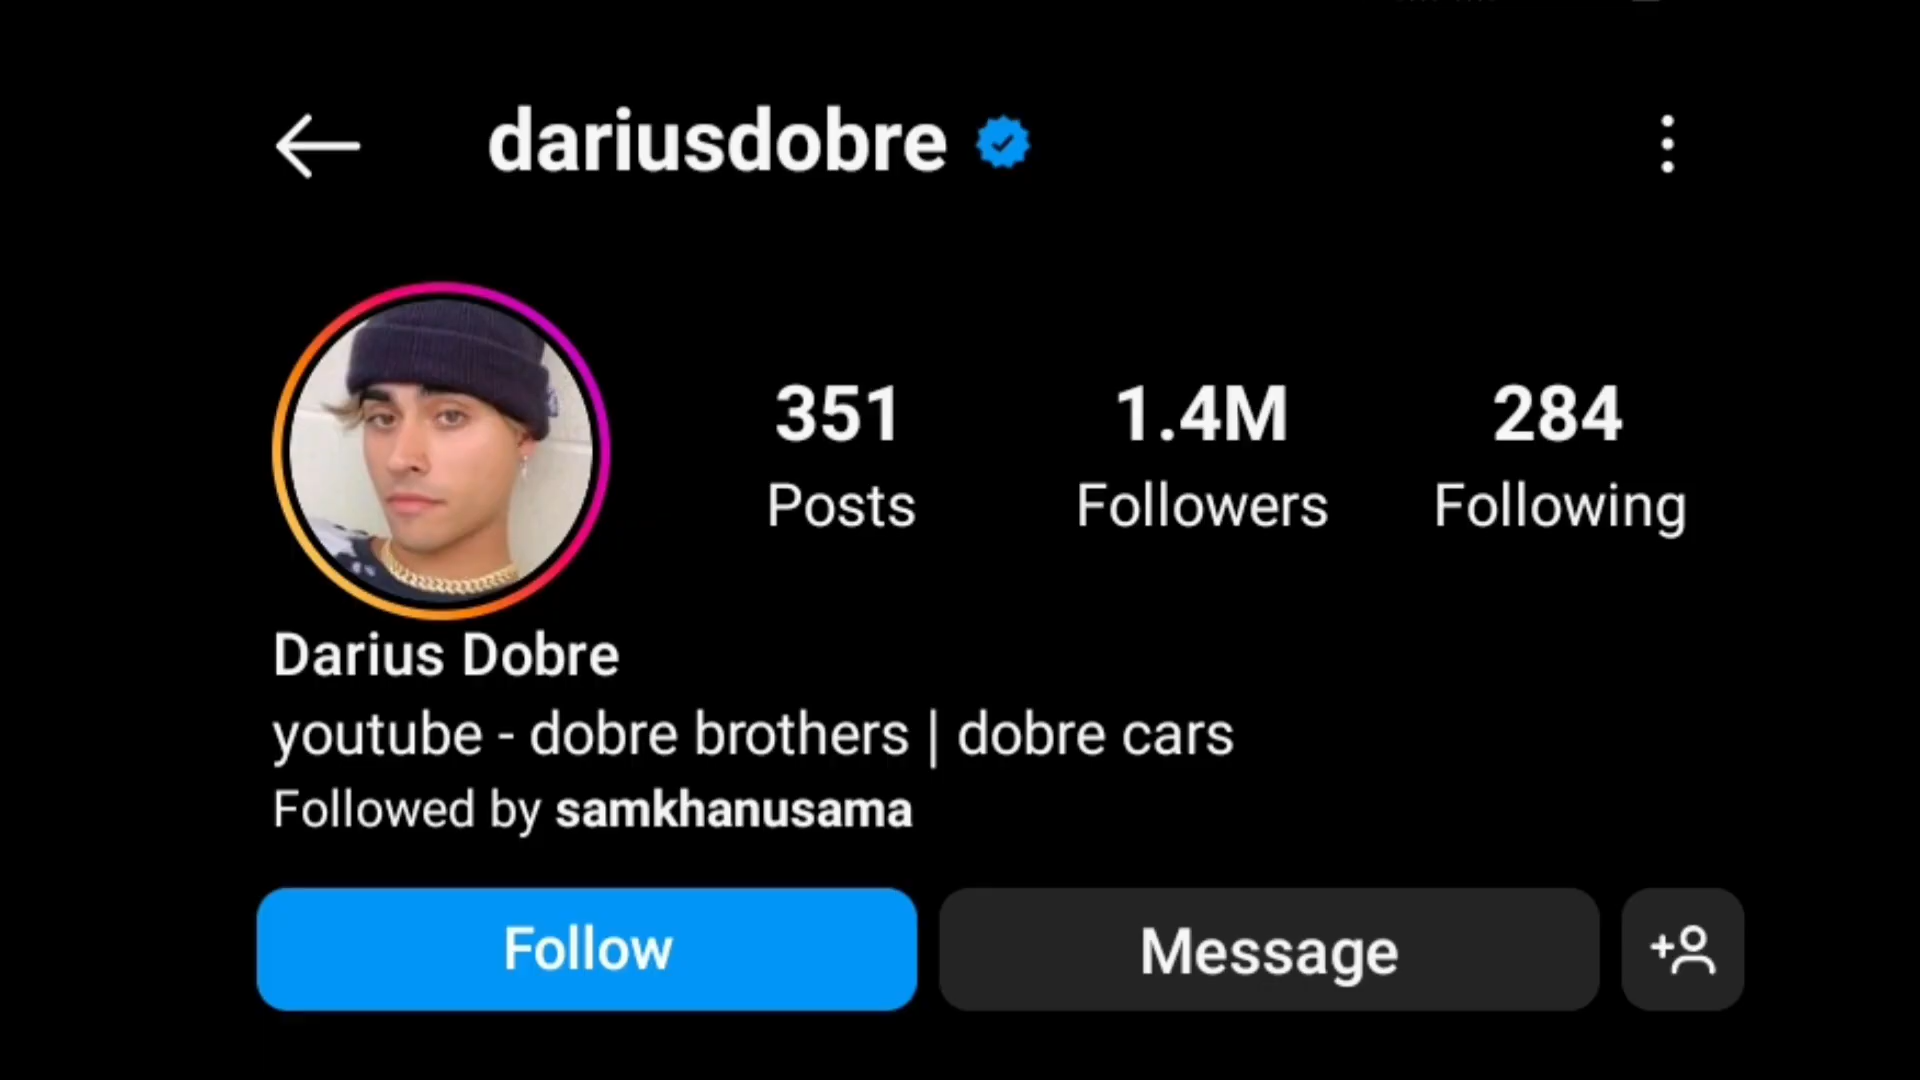 dariusdobre
351 1.4M 284
Posts Followers Following
Darius Dobre
youtube - dobre brothers | dobre cars
Followed by samkhanusama
Follow Message